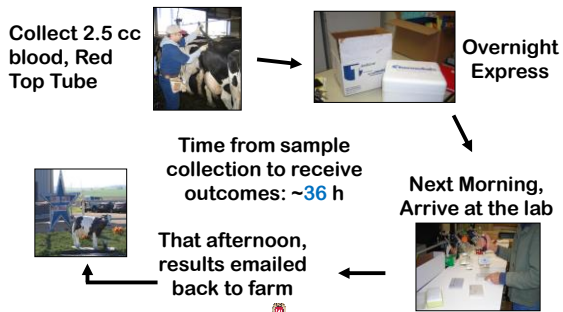 Collect 2.5 cc
blood, Red
Top Tube
Overnight
Express
Time from sample
collection to receive
outcomes: ~36 h
Next Morning,
Arrive at the lab
That afternoon,
results emailed
back to farm